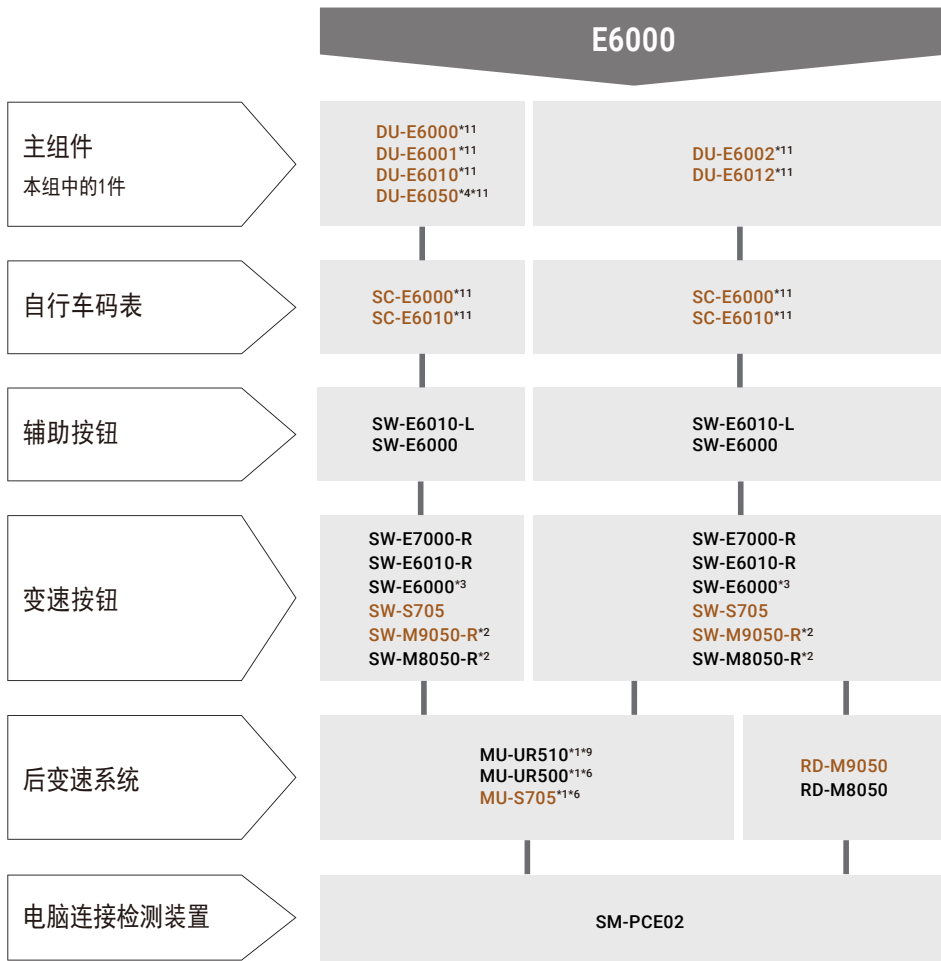 E6000
主组件
本组中的1件
DU-E6000*11
DU-E6001*11
DU-E6010*11
DU-E6050*4*11
DU-E6002*11
DU-E6012*11
自行车码表
SC-E6000*11
SC-E6010*11
SC-E6000*11
SC-E6010*11
辅助按钮
SW-E6010-L
SW-E6000
SW-E6010-L
SW-E6000
变速按钮
SW-E7000-R
SW-E6010-R
SW-E6000*3
SW-S705
SW-M9050-R*2
SW-M8050-R*2
SW-E7000-R
SW-E6010-R
SW-E6000*3
SW-S705
SW-M9050-R*2
SW-M8050-R*2
后变速系统
MU-UR510*1*9
MU-UR500*1*6
MU-S705*1*6
RD-M9050
RD-M8050
电脑连接检测装置
SM-PCE02